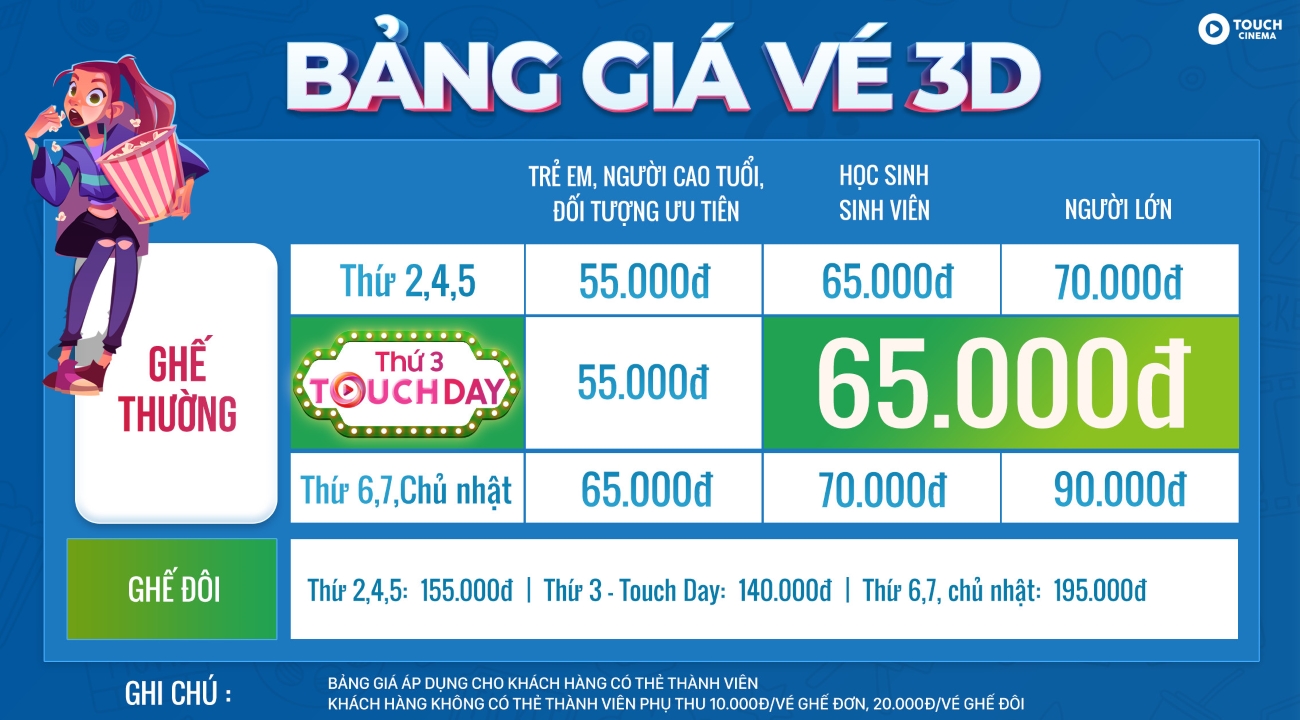 TOUCH
CINEMA
BẢNG GIÁ VÉ 3D
TRẺ EM, NGƯỜI CAO TUỔI,
ĐỐI TƯỢNG ƯU TIÊN
HỌC SINH
SINH VIÊN
NGƯỜI LỚN
GHẾ
THƯỜNG
Thứ 2,4,5
55.000đ
65.000đ
70.000đ
Thứ 3
TOUCH DAY
55.000đ
65.000đ
Thứ 6,7,Chủ nhật
65.000đ
70.000đ
90.000đ
GHẾ ĐÔI
Thứ 2,4,5: 155.000đ | Thứ 3 - Touch Day: 140.000đ | Thứ 6,7, chủ nhật: 195.000đ
GHI CHÚ :
BẢNG GIÁ ÁP DỤNG CHO KHÁCH HÀNG CÓ THẺ THÀNH VIÊN
KHÁCH HÀNG KHÔNG CÓ THẺ THÀNH VIÊN PHỤ THU 10.000Đ/VÉ GHẾ ĐƠN, 20.000Đ/VÉ GHẾ ĐÔI